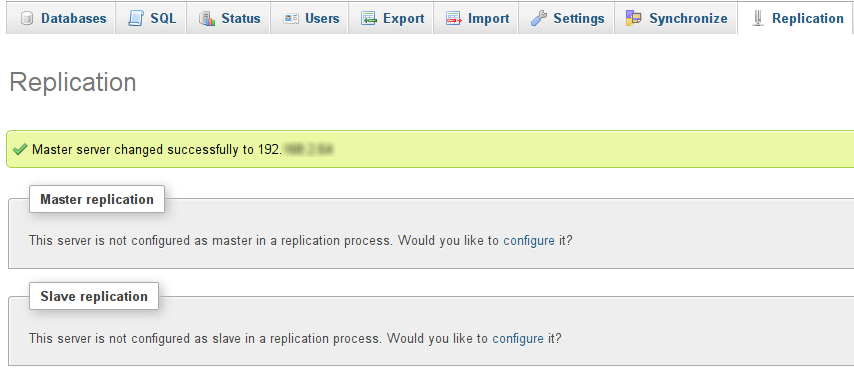 Databases SQL Status Users Export Import Settings Synchronize Replication
Replication
Master server changed successfully to 192.
Master replication
This server is not configured as master in a replication process. Would you like to configure it?
Slave replication
This server is not configured as slave in a replication process. Would you like to configure it?